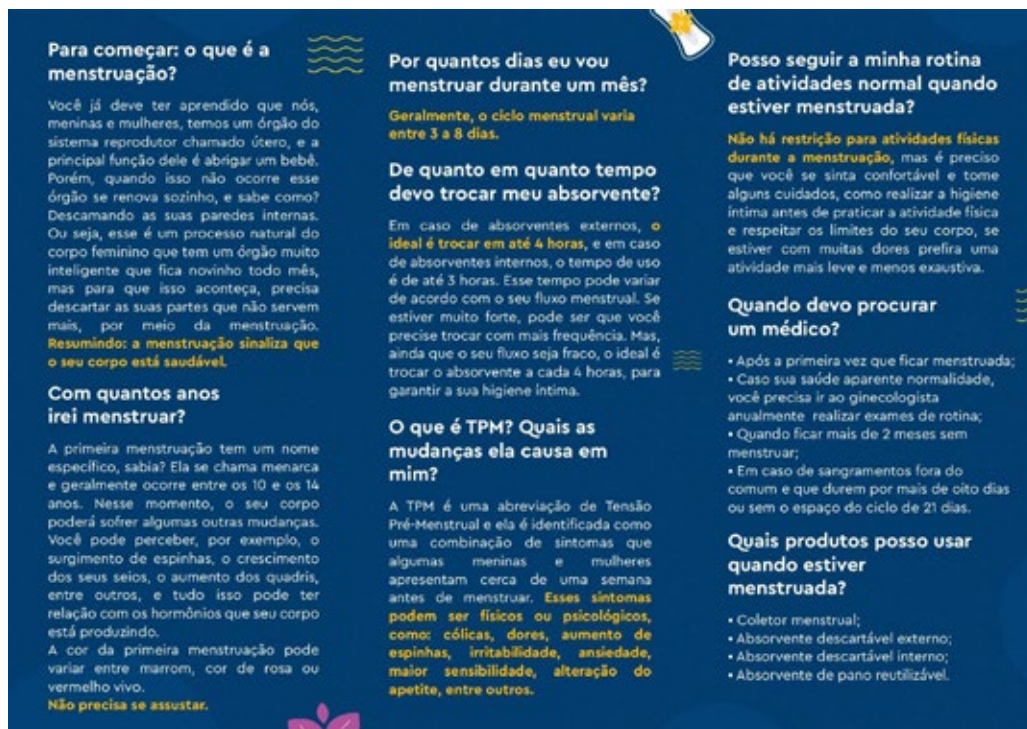 Para começar: o que é a
menstruação?
Você já deve ter aprendido que nós,
meninas e mulheres, temos um órgão do
sistema reprodutor chamado útero, e a
principal função dele é abrigar um bebê.
Porém, quando isso não ocorre esse
órgão se renova sozinho, e sabe como?
Descamando as suas paredes internas.
Ou seja, esse é um processo natural do
corpo feminino que tem um órgão muito
inteligente que fica novinho todo mês,
mas para que isso aconteça, precisa
descartar as suas partes que não servem
mais, por meio da menstruação.
Resumindo: a menstruação sinaliza que
o seu corpo está saudável.
Com quantos anos
irei menstruar?
A primeira menstruação tem um nome
específico, sabia? Ela se chama menarca
e geralmente ocorre entre os 10 e os 14
anos. Nesse momento, o seu corpo
poderá sofrer algumas outras mudanças.
Você pode perceber, por exemplo, o
surgimento de espinhas, o crescimento
dos seus seios, o aumento dos quadris,
entre outros, e tudo isso pode ter
relação com os hormônios que seu corpo
está produzindo.
A cor da primeira menstruação pode
variar entre marrom, cor de rosa ou
vermelho vivo.
Não precisa se assustar.
Por quantos dias eu vou
menstruar durante um mês?
Geralmente, o ciclo menstrual varia
entre 3 a 8 dias.
De quanto em quanto tempo
devo trocar meu absorvente?
Em caso de absorventes externos, o
ideal é trocar em até 4 horas, e em caso
de absorventes internos, o tempo de uso
é de até 3 horas. Esse tempo pode variar
de acordo com o seu fluxo menstrual. Se
estiver muito forte, pode ser que você
precise trocar com mais frequência. Mas,
ainda que o seu fluxo seja fraco, o ideal é
trocar o absorvente a cada 4 horas, para
garantir a sua higiene íntima.
O que é TPM? Quais as
mudanças ela causa em
mim?
A TPM é uma abreviação de Tensão
Pré-Menstrual e ela é identificada como
uma combinação de sintomas que
algumas meninas e mulheres
apresentam cerca de uma semana
antes de menstruar. Esses sintomas
podem ser físicos ou psicológicos,
como: cólicas, dores, aumento de
espinhas, irritabilidade, ansiedade,
maior sensibilidade, alteração do
apetite, entre outros.
Posso seguir a minha rotina
de atividades normal quando
estiver menstruada?
Não há restrição para atividades físicas
durante a menstruação, mas é preciso
que você se sinta confortável e tome
alguns cuidados, como realizar a higiene
íntima antes de praticar a atividade física
e respeitar os limites do seu corpo, se
estiver com muitas dores prefira uma
atividade mais leve e menos exaustiva.
Quando devo procurar
um médico?
• Após a primeira vez que ficar menstruada;
• Caso sua saúde aparente normalidade,
você precisa ir ao ginecologista
anualmente realizar exames de rotina;
• Quando ficar mais de 2 meses sem
menstruar;
• Em caso de sangramentos fora do
comum e que durem por mais de oito dias
ou sem o espaço do ciclo de 21 dias.
Quais produtos posso usar
quando estiver
menstruada?
• Coletor menstrual;
• Absorvente descartável externo;
• Absorvente descartável interno;
• Absorvente de pano reutilizável.